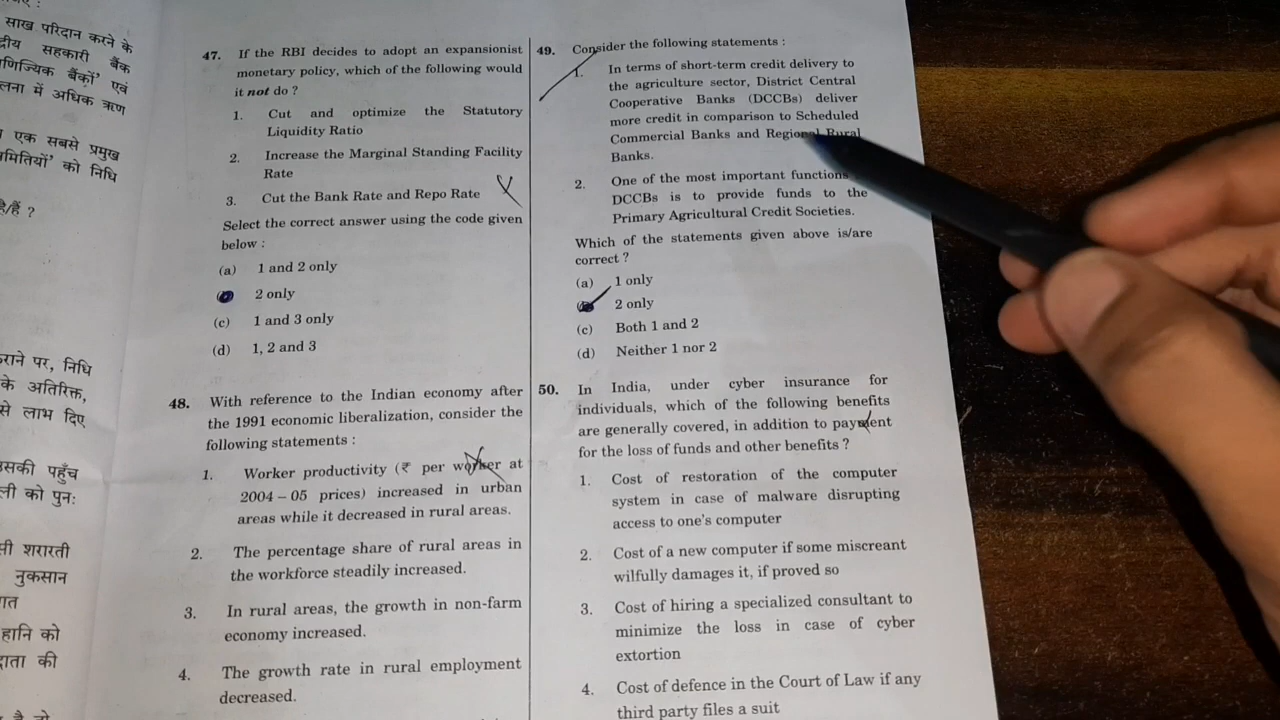 साख परिदान करने के
सहकारी बैंक
बैंकों' एवं
में अधिक ऋण
एक सबसे प्रमुख
को निधि
है/हैं ?
पर, निधि
के अतिरिक्त,
से लाभ दिए
उसकी पहुँच
को पुनः
शरारती
नुकसान
हानि को
की
47. If the RBI decides to adopt an expansionist
monetary policy, which of the following would
it not do ?
1. Cut and optimize the Statutory
Liquidity Ratio
2. Increase the Marginal Standing Facility
Rate
3. Cut the Bank Rate and Repo Rate
Select the correct answer using the code given
below :
(a) 1 and 2 only
2 only
(c) 1 and 3 only
(d) 1, 2 and 3
48. With reference to the Indian economy after
the 1991 economic liberalization, consider the
following statements :
1. Worker productivity (₹ per worker at
2004 – 05 prices) increased in urban
areas while it decreased in rural areas.
2. The percentage share of rural areas in
the workforce steadily increased.
3. In rural areas, the growth in non-farm
economy increased.
4. The growth rate in rural employment
decreased.
49. Consider the following statements :
1. In terms of short-term credit delivery to
the agriculture sector, District Central
Cooperative Banks (DCCBs) deliver
more credit in comparison to Scheduled
Commercial Banks and Regional Rural
Banks.
2. One of the most important functions
DCCBs is to provide funds to the
Primary Agricultural Credit Societies.
Which of the statements given above is/are
correct ?
(a) 1 only
2 only
(c) Both 1 and 2
(d) Neither 1 nor 2
50. In India, under cyber insurance for
individuals, which of the following benefits
are generally covered, in addition to payment
for the loss of funds and other benefits ?
1. Cost of restoration of the computer
system in case of malware disrupting
access to one's computer
2. Cost of a new computer if some miscreant
wilfully damages it, if proved so
3. Cost of hiring a specialized consultant to
minimize the loss in case of cyber
extortion
4. Cost of defence in the Court of Law if any
third party files a suit